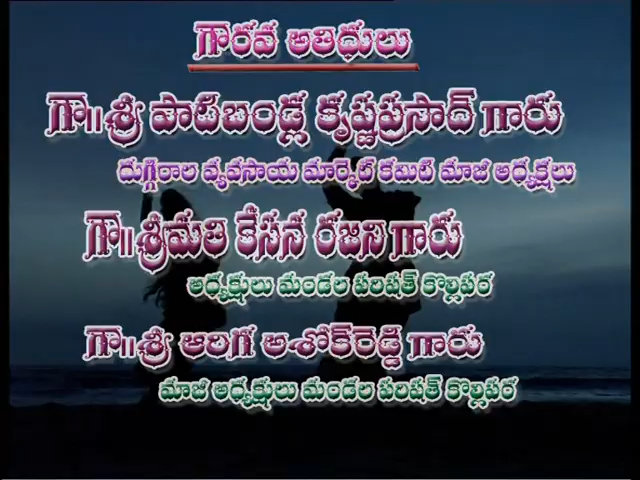 గౌరవ అతిధులు
గౌ॥శ్రీ పాటిబండ్ల కృష్ణప్రసాద్ గారు
దుగ్గిరాల వ్యవసాయ మార్కెట్ కమిటి మాజీ అధ్యక్షలు
గౌ॥శ్రీమతి కేసన రజని గారు
అధ్యక్షులు మండల పరిషత్ కొల్లిపర
గౌ॥శ్రీ ఆరిగ అశోక్‌రెడ్డి గారు
మాజీ అధ్యక్షులు మండల పరిషత్ కొల్లిపర